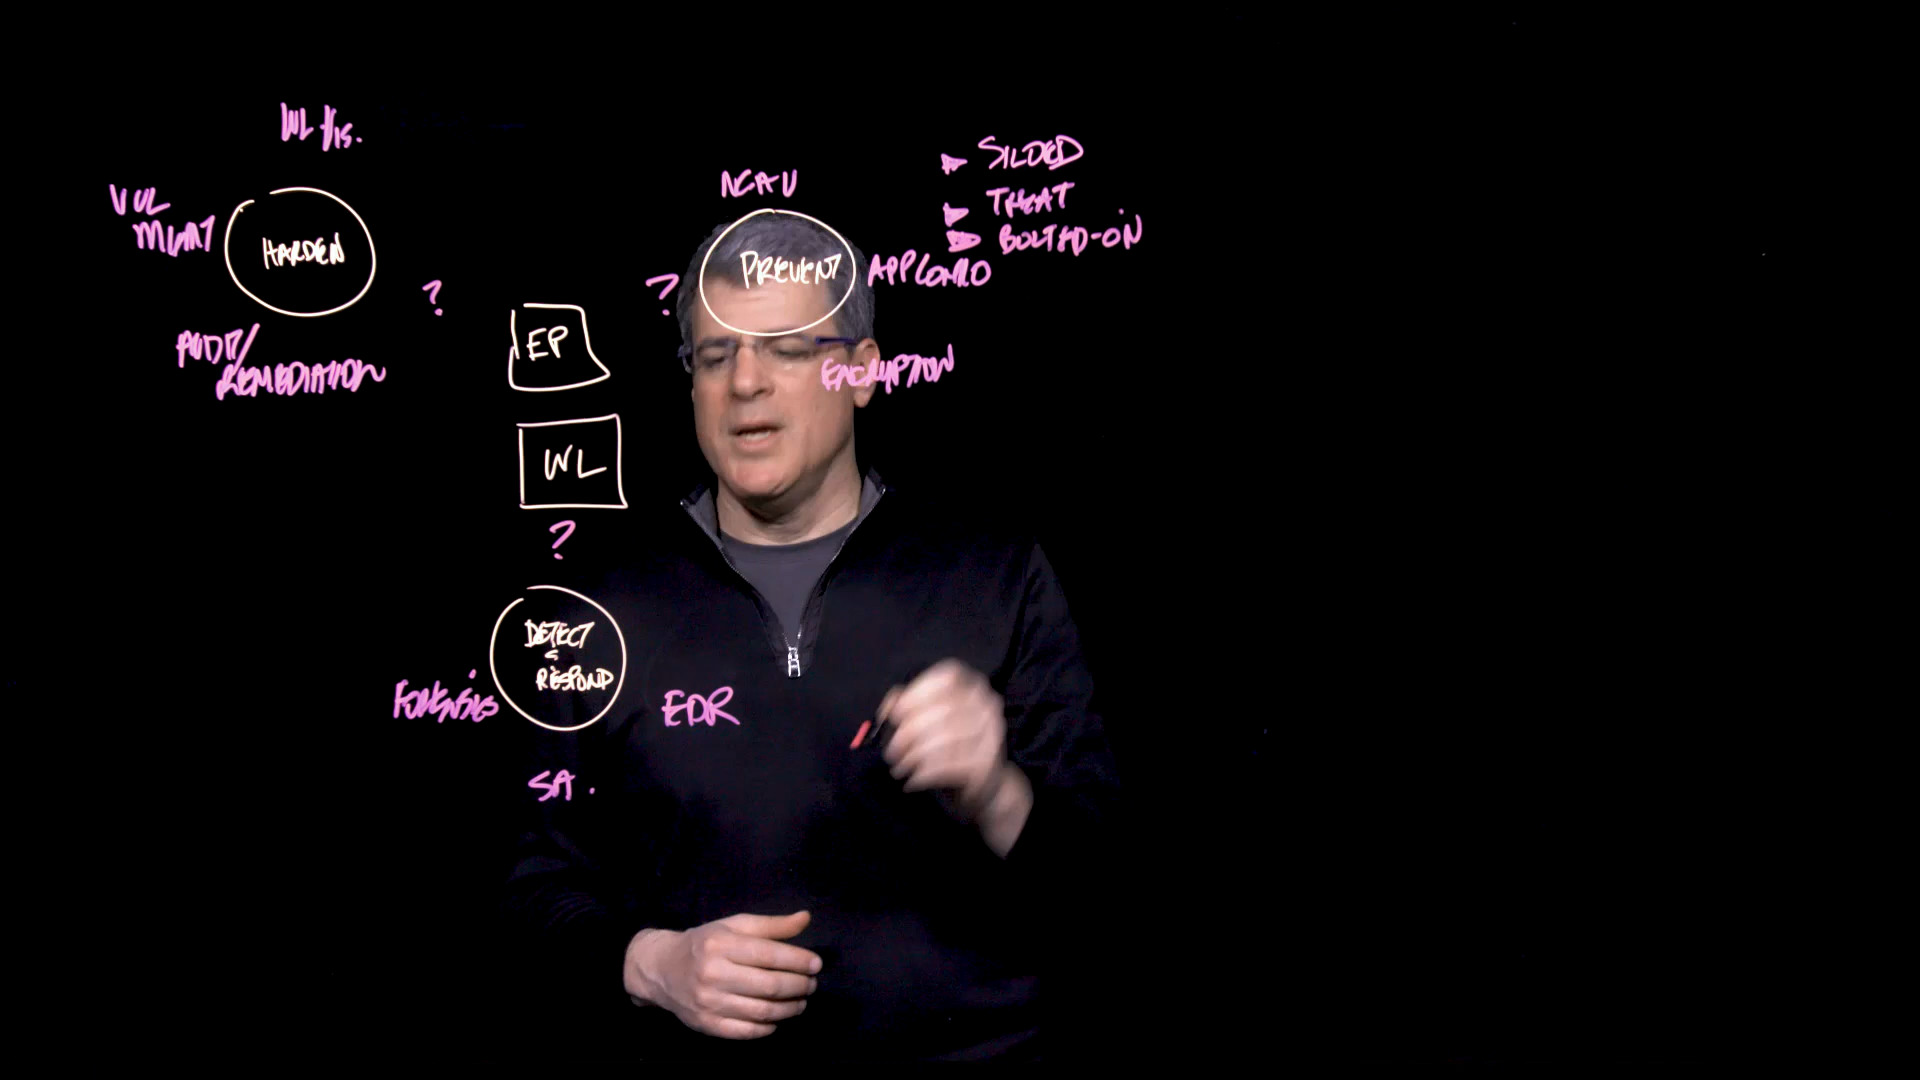 WL Vis.
VUL
MGMT
HARDEN
AUDIT/
REMEDIATION
?
EP
WL
?
DETECT
&
RESPOND
FORENSICS
SA.
EDR
?
NGAV
PREVENT
APP CONTROL
ENCRYPTION
SILOED
THEAT
BOLTED-ON